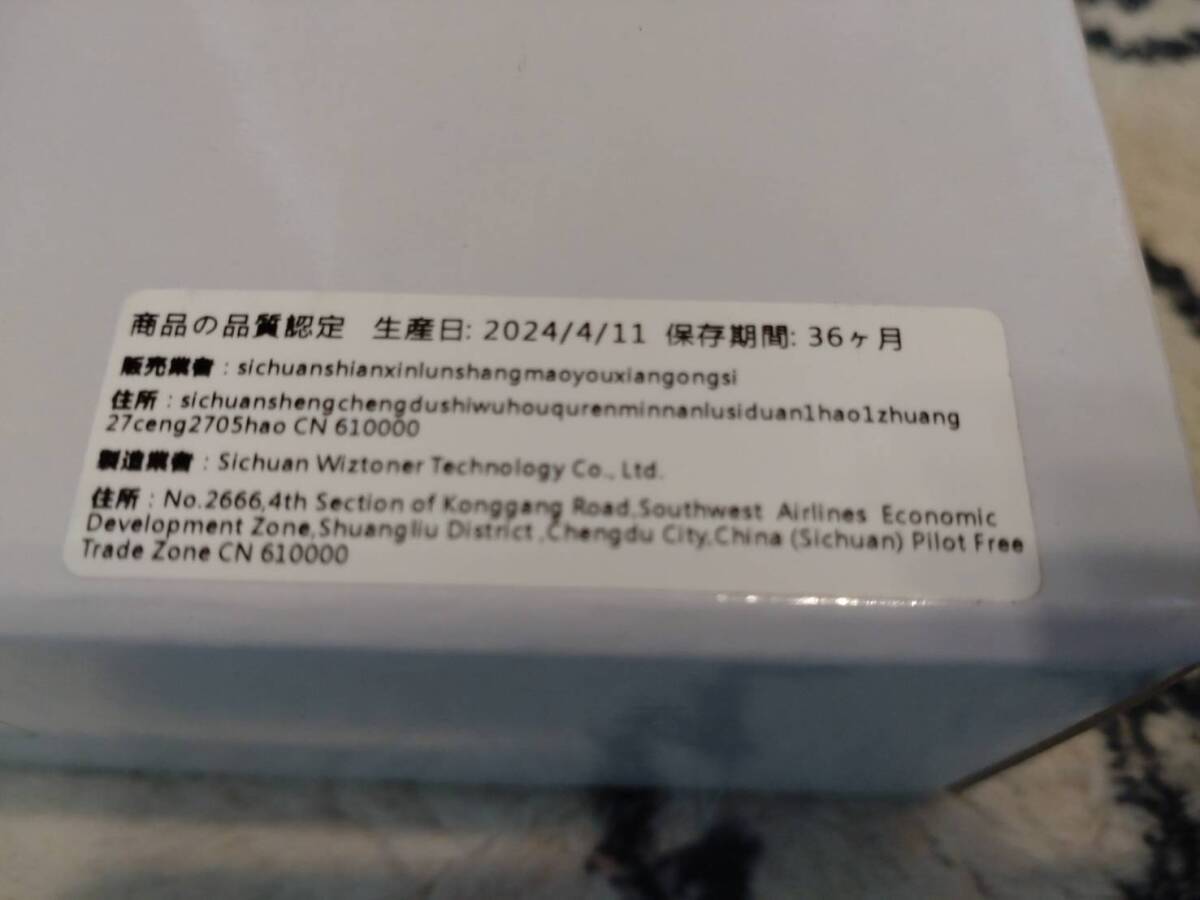 商品の品質認定 生産日: 2024/4/11 保存期間: 36ヶ月
販売業者 : sichuanshianxinlunshangmaoyouxiangongsi
住所 : sichuanshengchengdushiwuhouqurenminnanlusiduan1hao1zhuang
27ceng2705hao CN 610000
製造業者 : Sichuan Wiztoner Technology Co., Ltd.
住所 : No.2666,4th Section of Konggang Road,Southwest Airlines Economic
Development Zone,Shuangliu District ,Chengdu City,China (Sichuan) Pilot Free
Trade Zone CN 610000